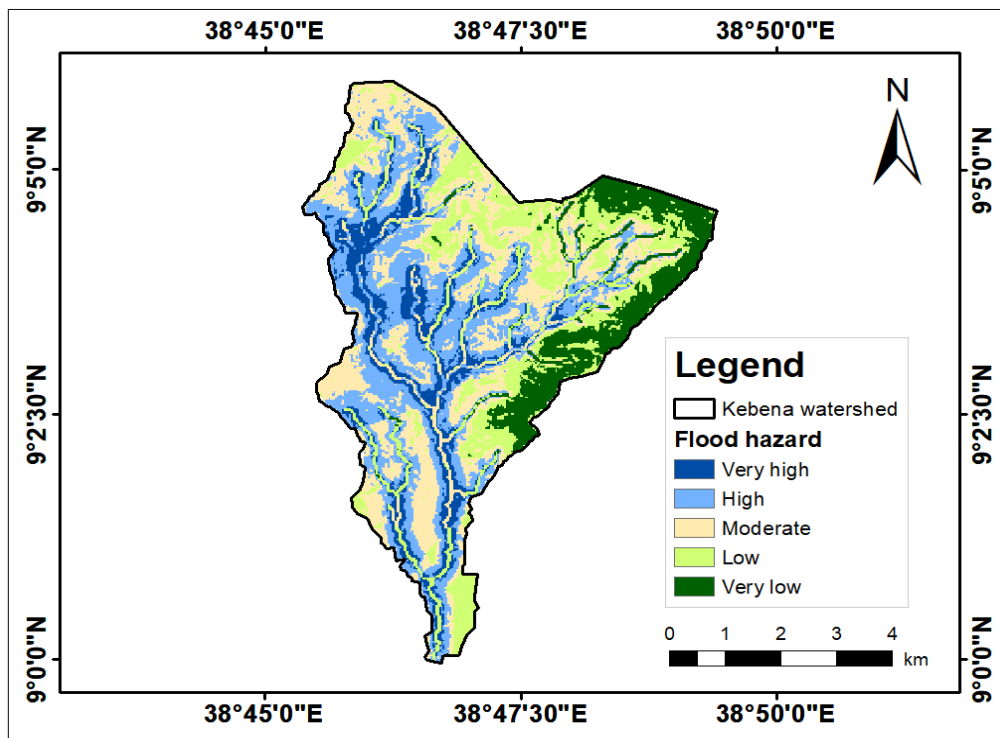 38°45'0"E 38°47'30"E 38°50'0"E
N
9°5'0"N 9°5'0"N
9°2'3"N 9°2'3"N
9°0'0"N 9°0'0"N
Legend
Kebena watershed
Flood hazard
Very high
High
Moderate
Low
Very low
0 1 2 3 4
km
38°45'0"E 38°47'30"E 38°50'0"E